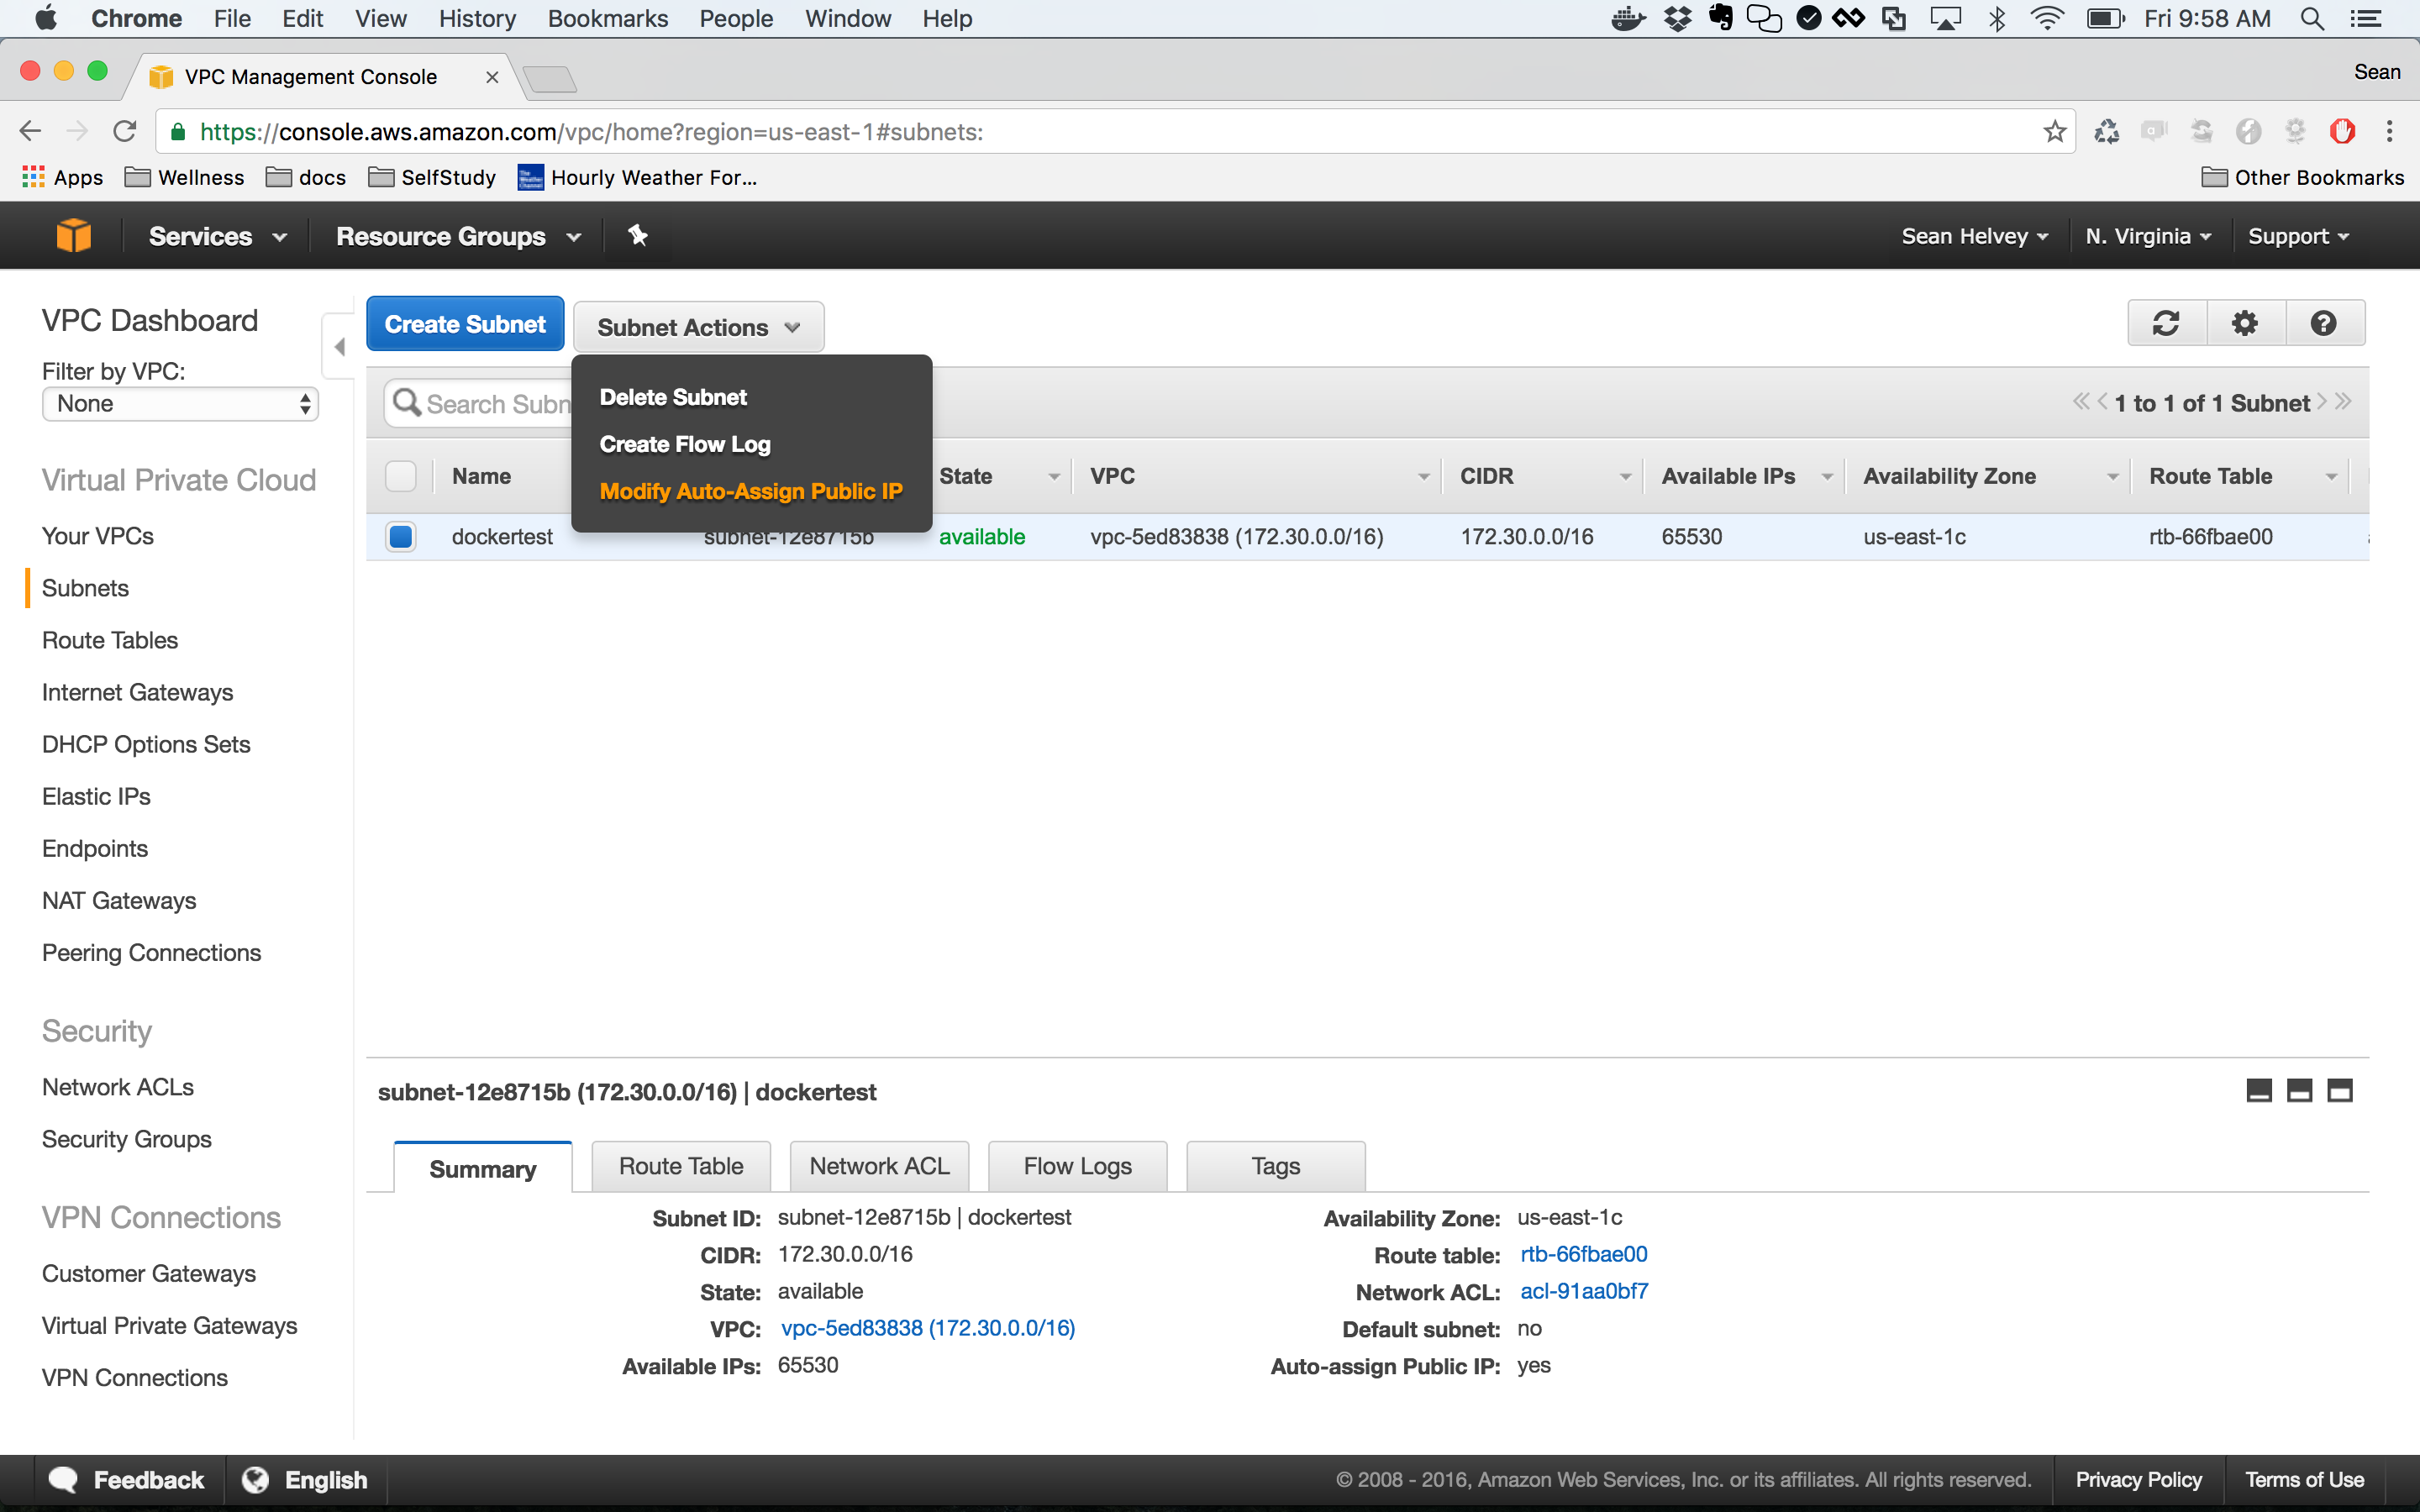 Chrome File Edit View History Bookmarks People Window Help Fri 9:58 AM
VPC Management Console Sean
https://console.aws.amazon.com/vpc/home?region=us-east-1#subnets:
Apps Wellness docs SelfStudy Hourly Weather For... Other Bookmarks
Services Resource Groups Sean Helvey N. Virginia Support
VPC Dashboard
Filter by VPC:
None
Virtual Private Cloud
Your VPCs
Subnets
Route Tables
Internet Gateways
DHCP Options Sets
Elastic IPs
Endpoints
NAT Gateways
Peering Connections
Security
Network ACLs
Security Groups
VPN Connections
Customer Gateways
Virtual Private Gateways
VPN Connections
Create Subnet Subnet Actions
Delete Subnet
Create Flow Log
Modify Auto-Assign Public IP
Search Subn 1 to 1 of 1 Subnet
Name State VPC CIDR Available IPs Availability Zone Route Table
dockertest subnet-12e8715b available vpc-5ed83838 (172.30.0.0/16) 172.30.0.0/16 65530 us-east-1c rtb-66fbae00
subnet-12e8715b (172.30.0.0/16) | dockertest
Summary Route Table Network ACL Flow Logs Tags
Subnet ID: subnet-12e8715b | dockertest
CIDR: 172.30.0.0/16
State: available
VPC: vpc-5ed83838 (172.30.0.0/16)
Available IPs: 65530
Availability Zone: us-east-1c
Route table: rtb-66fbae00
Network ACL: acl-91aa0bf7
Default subnet: no
Auto-assign Public IP: yes
Feedback English © 2008 - 2016, Amazon Web Services, Inc. or its affiliates. All rights reserved. Privacy Policy Terms of Use